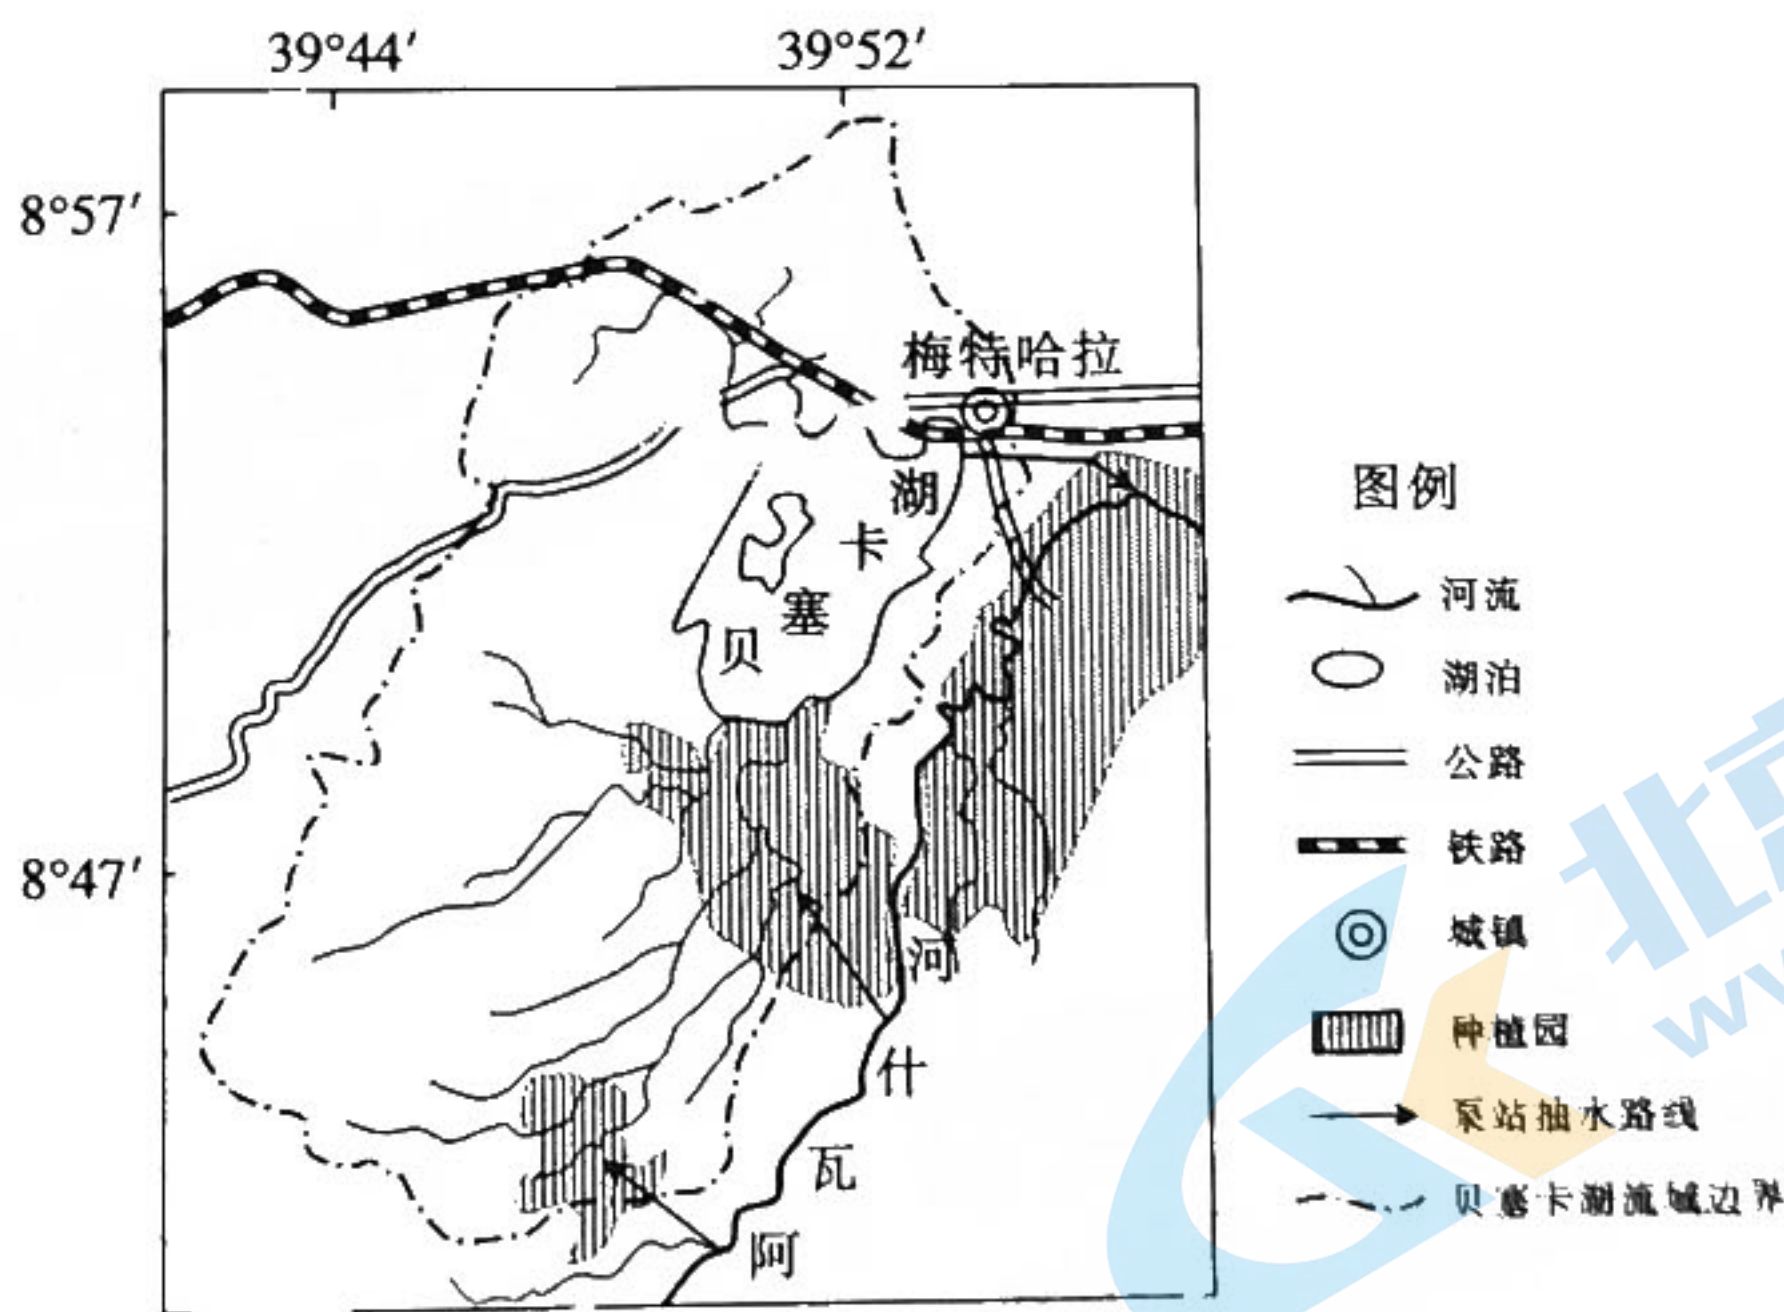 39°44′
39°52′
8°57′
8°47′
梅特哈拉
湖
卡
塞
贝
河
什
瓦
阿
图例
河流
湖泊
公路
铁路
城镇
种植园
泵站抽水路线
贝塞卡湖流域边界
北京